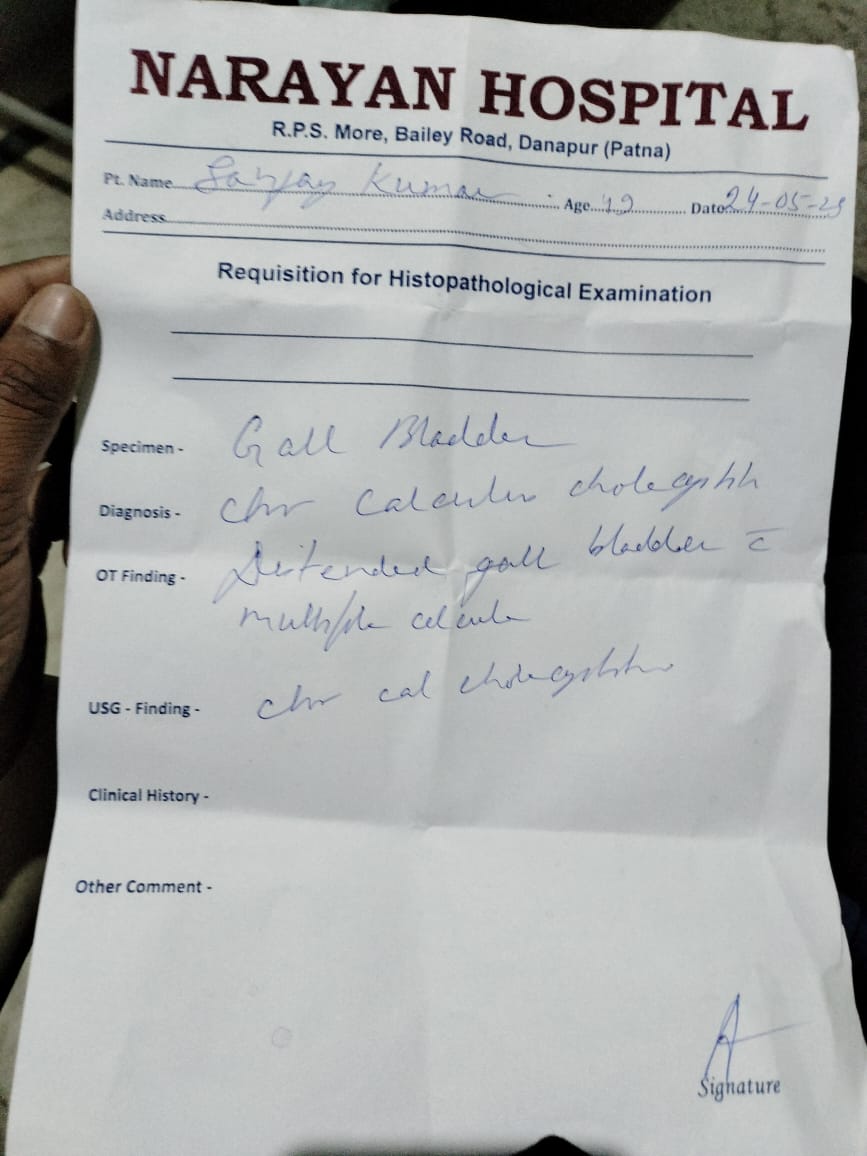 NARAYAN HOSPITAL
R.P.S. More, Bailey Road, Danapur (Patna)
Pt. Name Sanjay Kumar Age 19 Date 24-05-25
Address
Requisition for Histopathological Examination
Specimen - Gall Bladder
Diagnosis - Chr Calculus cholecystitis
OT Finding - Distended gall bladder c̄
multiple calculi
USG - Finding - chr cal cholecystitis
Clinical History -
Other Comment -
Signature